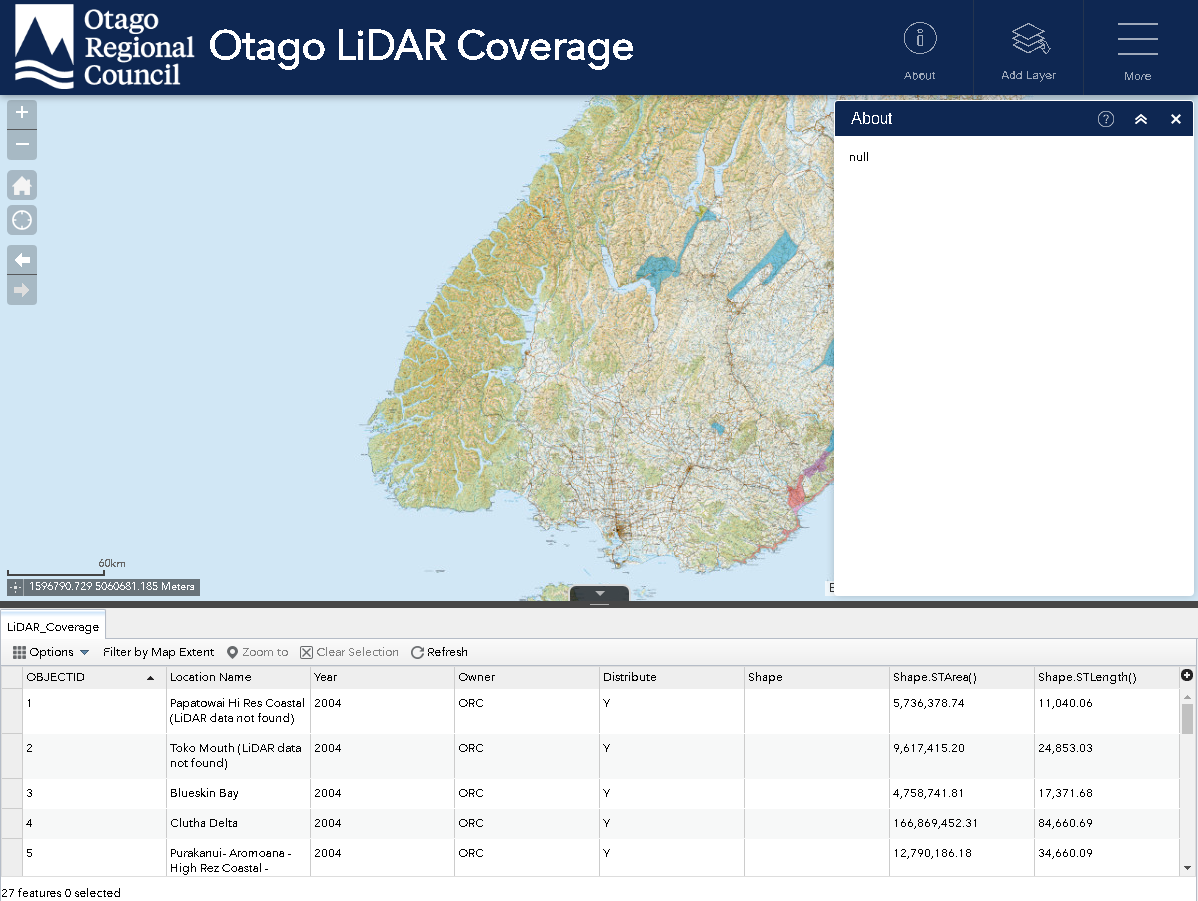 Otago
Regional
Council
Otago LiDAR Coverage
About
Add Layer
More
+
−
About
?
null
60km
1596790.729 5060681.185 Meters
E
LiDAR_Coverage
Options Filter by Map Extent Zoom to Clear Selection Refresh
OBJECTID Location Name Year Owner Distribute Shape Shape.STArea() Shape.STLength()
1 Papatowai Hi Res Coastal 2004 ORC Y 5,736,378.74 11,040.06
(LiDAR data not found)
2 Toko Mouth (LiDAR data 2004 ORC Y 9,617,415.20 24,853.03
not found)
3 Blueskin Bay 2004 ORC Y 4,758,741.81 17,371.68
4 Clutha Delta 2004 ORC Y 166,869,452.31 84,660.69
5 Purakanui- Aromoana - 2004 ORC Y 12,790,186.18 34,660.09
High Rez Coastal -
27 features 0 selected